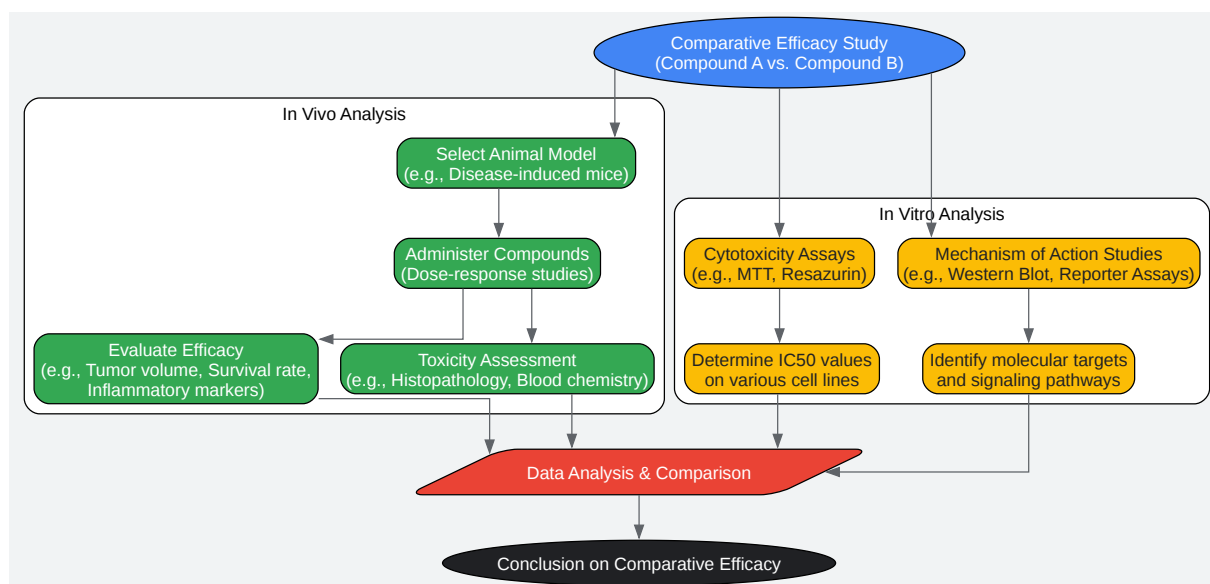 Comparative Efficacy Study
(Compound A vs. Compound B)
In Vivo Analysis
Select Animal Model
(e.g., Disease-induced mice)
Administer Compounds
(Dose-response studies)
Evaluate Efficacy
(e.g., Tumor volume, Survival rate,
Inflammatory markers)
Toxicity Assessment
(e.g., Histopathology, Blood chemistry)
In Vitro Analysis
Cytotoxicity Assays
(e.g., MTT, Resazurin)
Mechanism of Action Studies
(e.g., Western Blot, Reporter Assays)
Determine IC50 values
on various cell lines
Identify molecular targets
and signaling pathways
Data Analysis & Comparison
Conclusion on Comparative Efficacy